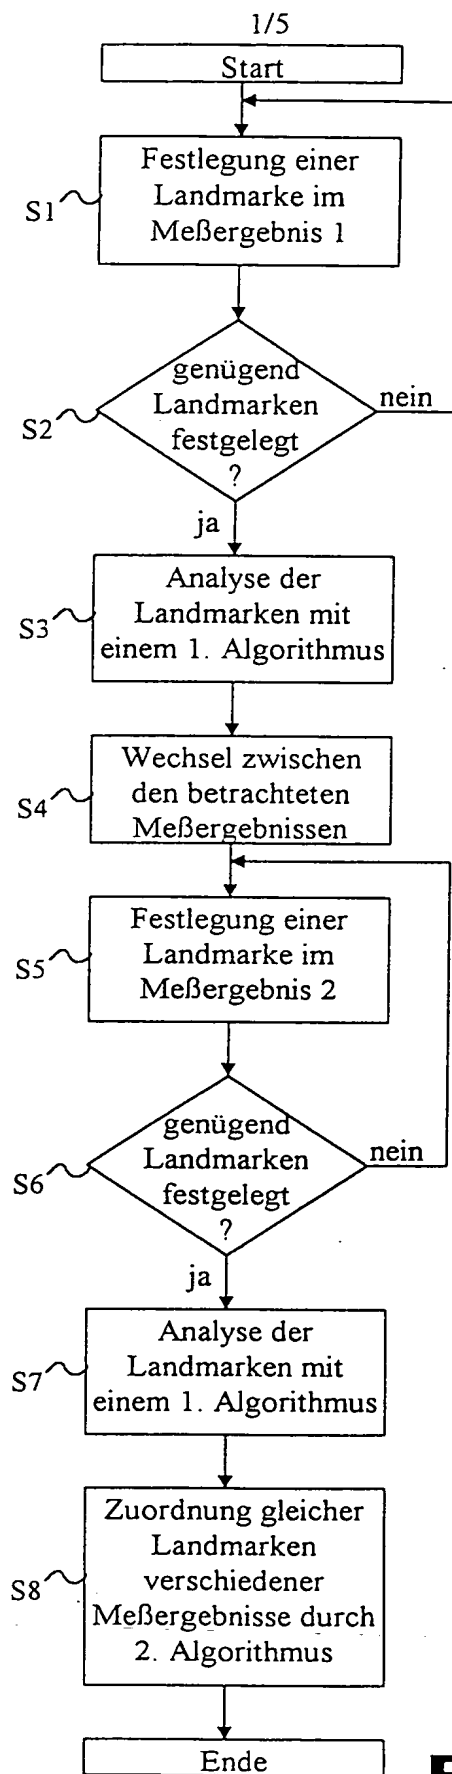 1/5
Start
Festlegung einer
Landmarke im
Meßergebnis 1
S1
genügend
Landmarken
festgelegt
?
S2
nein
ja
Analyse der
Landmarken mit
einem 1. Algorithmus
S3
Wechsel zwischen
den betrachteten
Meßergebnissen
S4
Festlegung einer
Landmarke im
Meßergebnis 2
S5
genügend
Landmarken
festgelegt
?
S6
nein
ja
Analyse der
Landmarken mit
einem 1. Algorithmus
S7
Zuordnung gleicher
Landmarken
verschiedener
Meßergebnisse durch
2. Algorithmus
S8
Ende